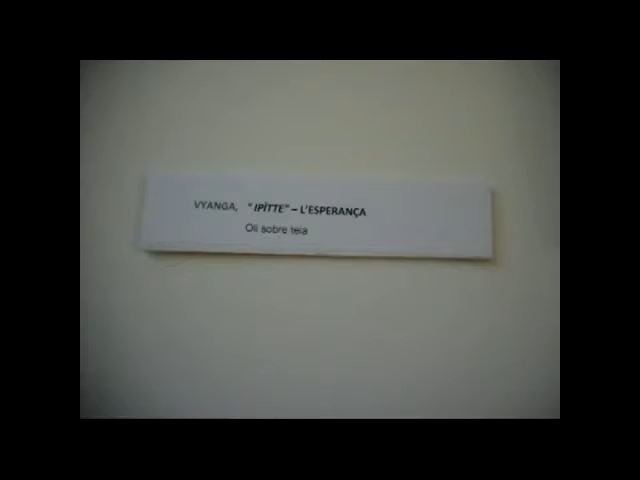 VYANGA, " IPÌTTE" – L'ESPERANÇA
Oli sobre tela